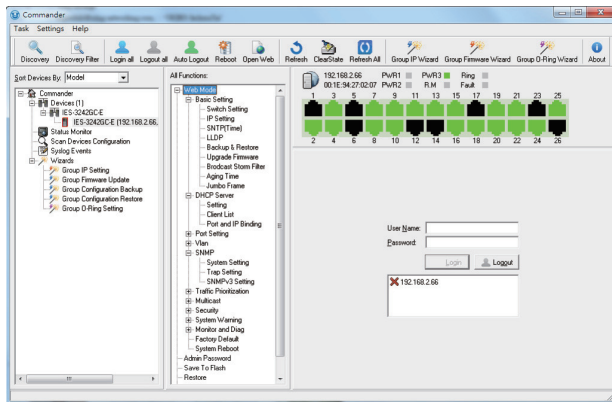 Commander
Task Settings Help
Discovery Discovery Filter Login all Logout all Auto Logout Reboot Open Web Refresh ClearState Refresh All Group IP Wizard Group Firmware Wizard Group O-Ring Wizard About
Sort Devices By: Model
Commander
Devices (1)
IES-3242GC-E
IES-3242GC-E (192.168.2.66,
Status Monitor
Scan Devices Configuration
Syslog Events
Wizards
Group IP Setting
Group Firmware Update
Group Configuration Backup
Group Configuration Restore
Group O-Ring Setting
All Functions:
Web Mode
Basic Setting
Switch Setting
IP Setting
SNTP(Time)
LLDP
Backup & Restore
Upgrade Firmware
Brodcast Storm Filter
Aging Time
Jumbo Frame
DHCP Server
Setting
Client List
Port and IP Binding
Port Setting
Vlan
SNMP
System Setting
Trap Setting
SNMPv3 Setting
Traffic Prioritization
Multicast
Security
System Warning
Monitor and Diag
Factory Default
System Reboot
Admin Password
Save To Flash
Restore
192.168.2.66 PWR1 PWR3 Ring
00:1E:94:27:02:07 PWR2 R.M Fault
1 3 5 7 9 11 13 15 17 19 21 23 25
2 4 6 8 10 12 14 16 18 20 22 24 26
User Name:
Password:
Login Logout
192.168.2.66